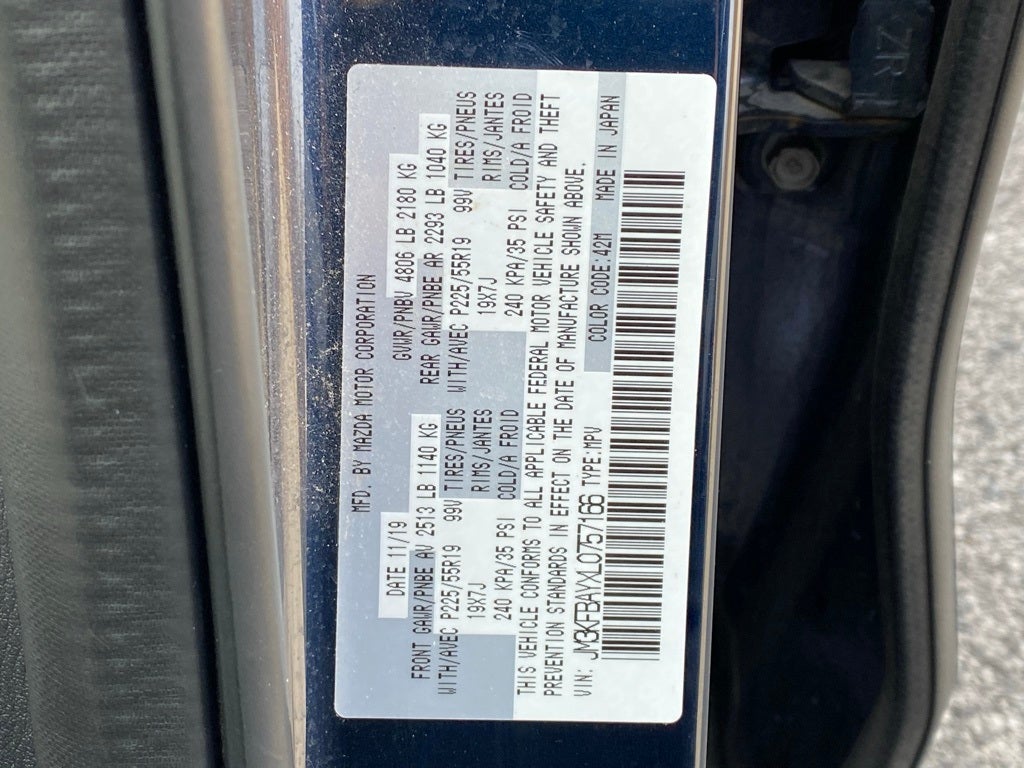 MFD. BY MAZDA MOTOR CORPORATION
DATE 11/19 GVWR/PNBV 4806 LB 2180 KG
FRONT GAWR/PNBE AV 2513 LB 1140 KG REAR GAWR/PNBE AR 2293 LB 1040 KG
WITH/AVEC P225/55R19 99V TIRES/PNEUS WITH/AVEC P225/55R19 99V TIRES/PNEUS
19X7J RIMS/JANTES 19X7J RIMS/JANTES
240 KPA/35 PSI COLD/A FROID 240 KPA/35 PSI COLD/A FROID
THIS VEHICLE CONFORMS TO ALL APPLICABLE FEDERAL MOTOR VEHICLE SAFETY AND THEFT
PREVENTION STANDARDS IN EFFECT ON THE DATE OF MANUFACTURE SHOWN ABOVE.
VIN: JM3KFBAYXL0757166 TYPE:MPV COLOR CODE 42M MADE IN JAPAN
ZR